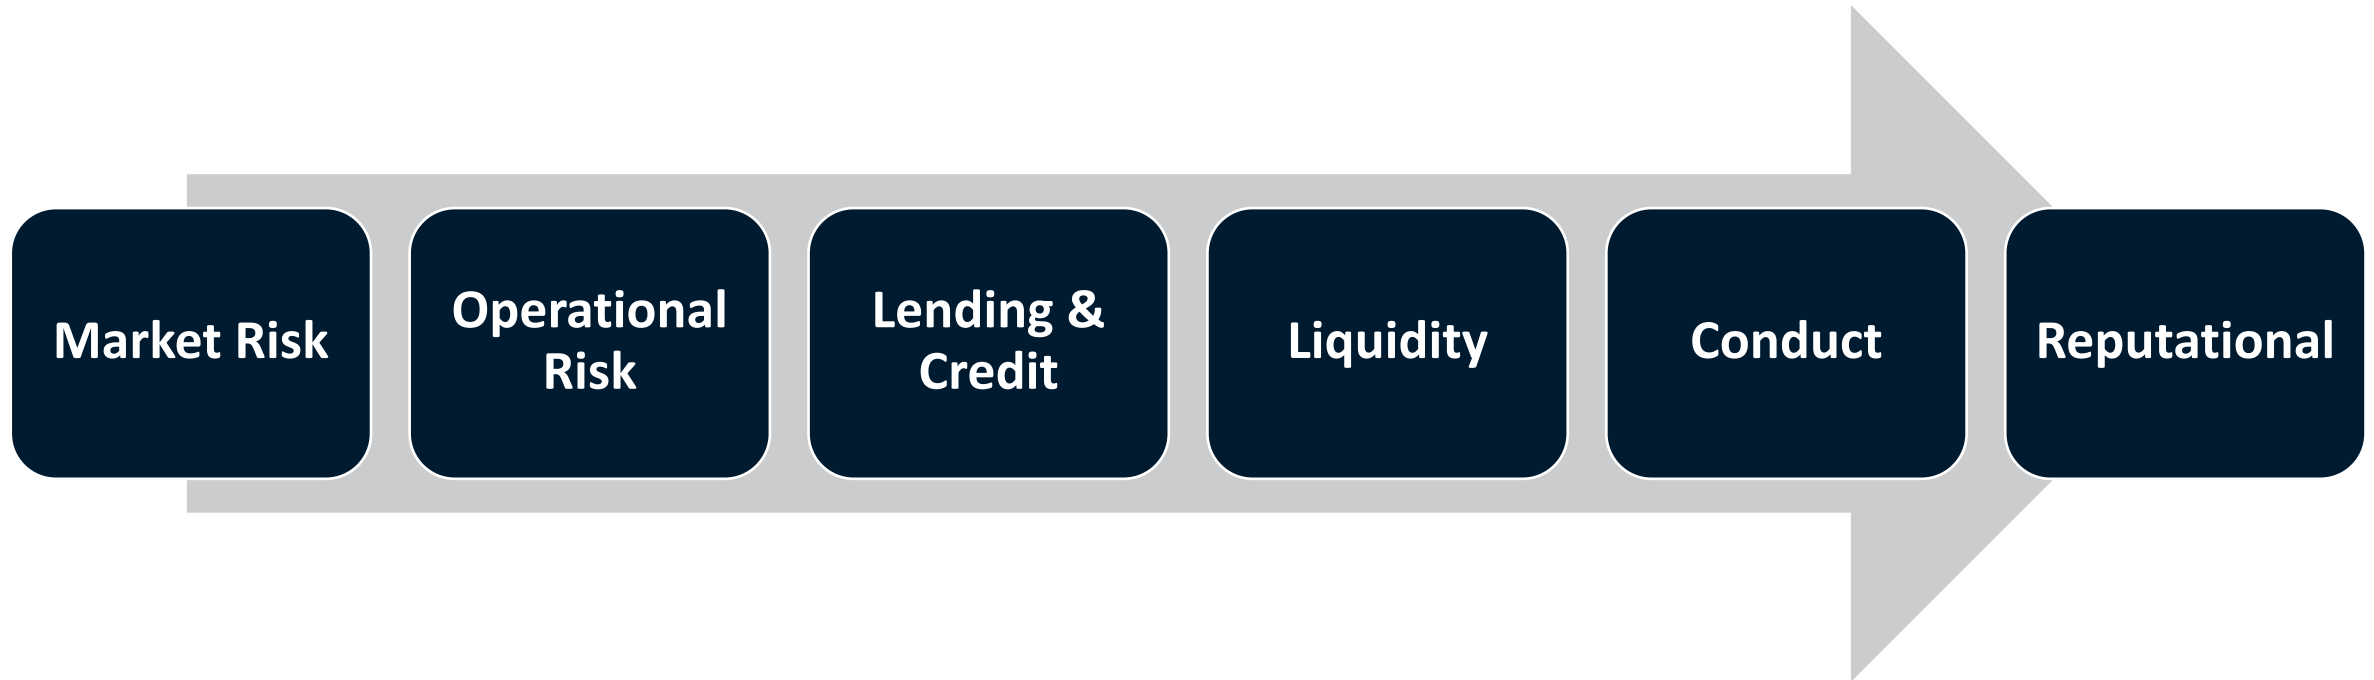 Market Risk
Operational
Risk
Lending &
Credit
Liquidity
Conduct
Reputational